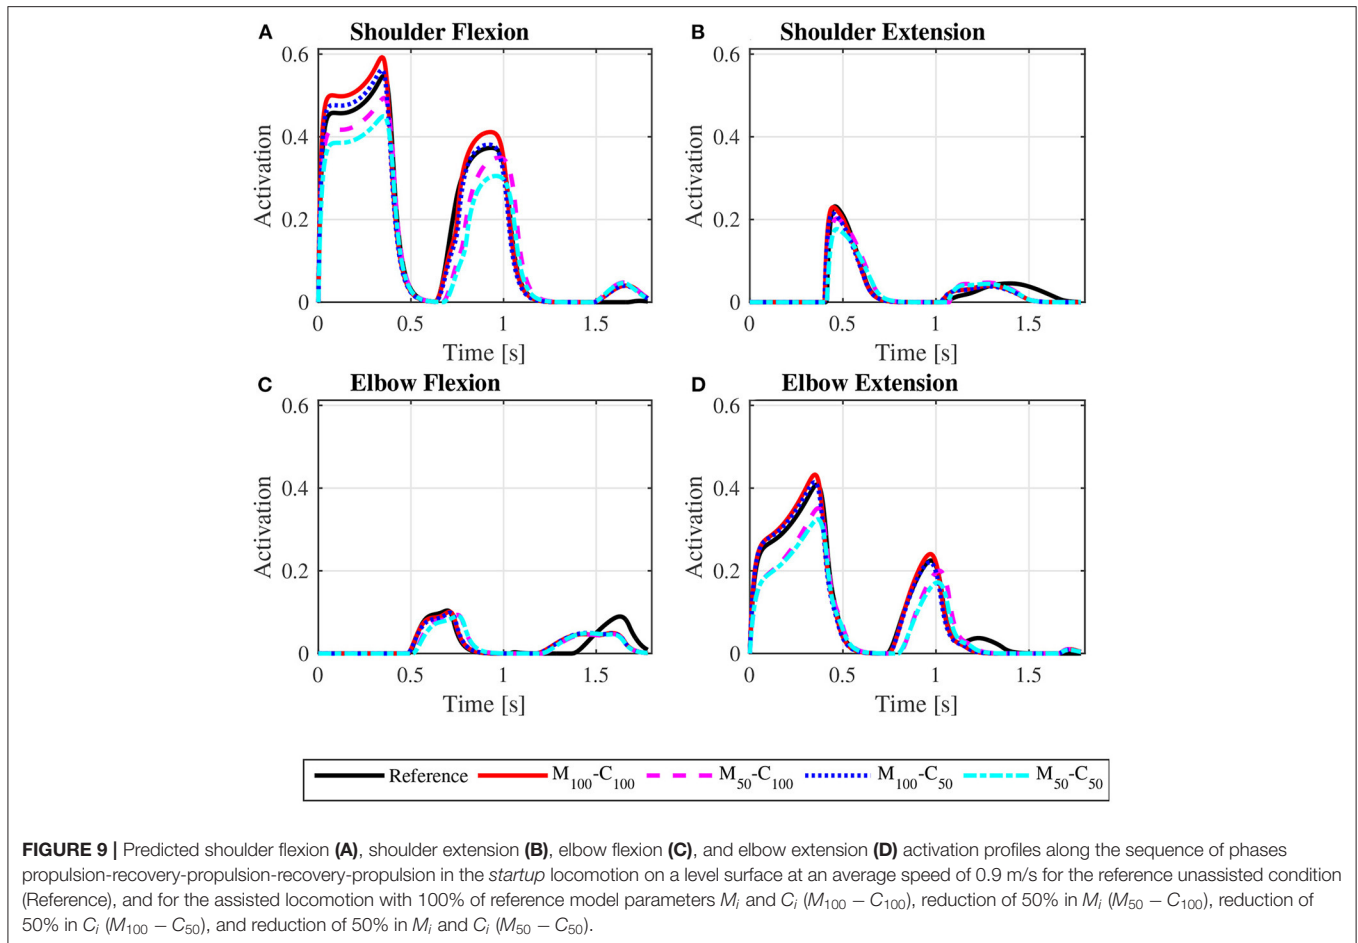 A Shoulder Flexion
0.6
0.4
0.2
0
Activation
0 0.5 1 1.5
Time [s]
B Shoulder Extension
0.6
0.4
0.2
0
Activation
0 0.5 1 1.5
Time [s]
C Elbow Flexion
0.6
0.4
0.2
0
Activation
0 0.5 1 1.5
Time [s]
D Elbow Extension
0.6
0.4
0.2
0
Activation
0 0.5 1 1.5
Time [s]
Reference M100-C100 M50-C100 M100-C50 M50-C50
FIGURE 9 | Predicted shoulder flexion (A), shoulder extension (B), elbow flexion (C), and elbow extension (D) activation profiles along the sequence of phases
propulsion-recovery-propulsion-recovery-propulsion in the startup locomotion on a level surface at an average speed of 0.9 m/s for the reference unassisted condition
(Reference), and for the assisted locomotion with 100% of reference model parameters Mi and Ci (M100 − C100), reduction of 50% in Mi (M50 − C100), reduction of
50% in Ci (M100 − C50), and reduction of 50% in Mi and Ci (M50 − C50).